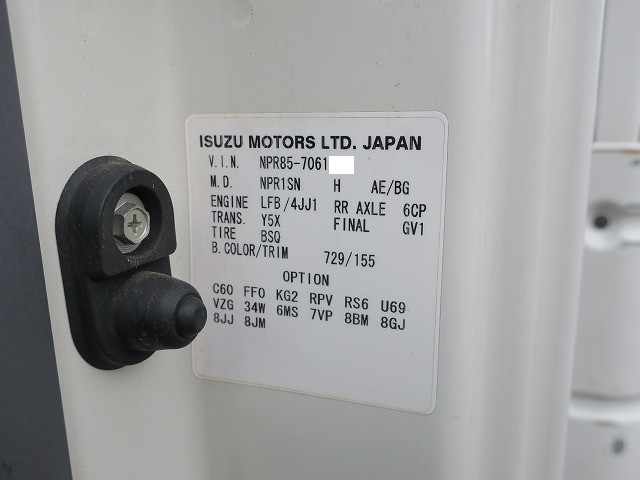 ISUZU MOTORS LTD. JAPAN
V.I.N. NPR85-7061
M.D. NPR1SN H AE/BG
ENGINE LFB/4JJ1 RR AXLE 6CP
TRANS. Y5X FINAL GV1
TIRE BSQ
B.COLOR/TRIM 729/155
OPTION
C60 FF0 KG2 RPV RS6 U69
VZG 34W 6MS 7VP 8BM 8GJ
8JJ 8JM